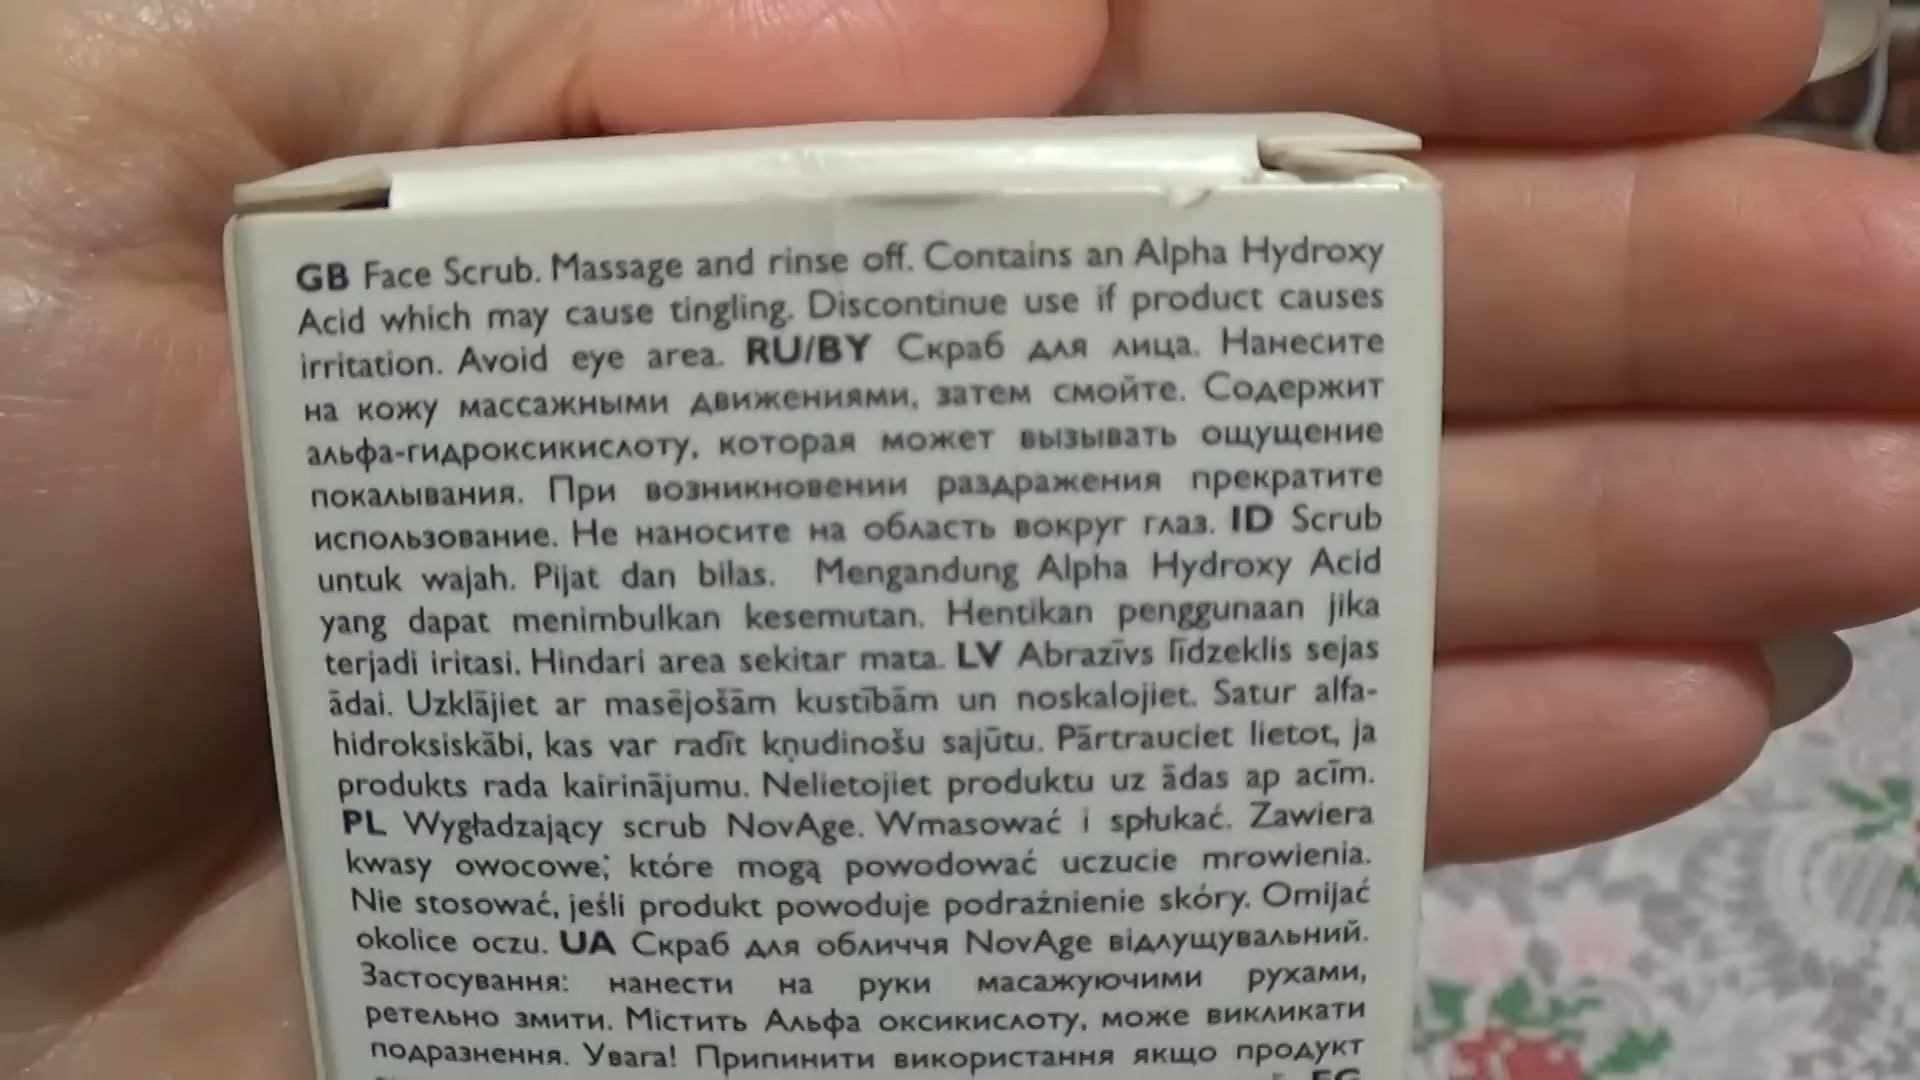 GB Face Scrub. Massage and rinse off. Contains an Alpha Hydroxy
Acid which may cause tingling. Discontinue use if product causes
irritation. Avoid eye area. RU/BY Скраб для лица. Нанесите
на кожу массажными движениями, затем смойте. Содержит
альфа-гидроксикислоту, которая может вызывать ощущение
покалывания. При возникновении раздражения прекратите
использование. Не наносите на область вокруг глаз. ID Scrub
untuk wajah. Pijat dan bilas. Mengandung Alpha Hydroxy Acid
yang dapat menimbulkan kesemutan. Hentikan penggunaan jika
terjadi iritasi. Hindari area sekitar mata. LV Abrazīvs līdzeklis sejas
ādai. Uzklājiet ar masējošām kustībām un noskalojiet. Satur alfa-
hidroksiskābi, kas var radīt kņudinošu sajūtu. Pārtrauciet lietot, ja
produkts rada kairinājumu. Nelietojiet produktu uz ādas ap acīm.
PL Wygładzający scrub NovAge. Wmasować i spłukać. Zawiera
kwasy owocowe; które mogą powodować uczucie mrowienia.
Nie stosować, jeśli produkt powoduje podrażnienie skóry. Omijać
okolice oczu. UA Скраб для обличчя NovAge відлущувальний.
Застосування: нанести на руки масажуючими рухами,
ретельно змити. Містить Альфа оксикислоту, може викликати
подразнення. Увага! Припинити використання якщо продукт
EG